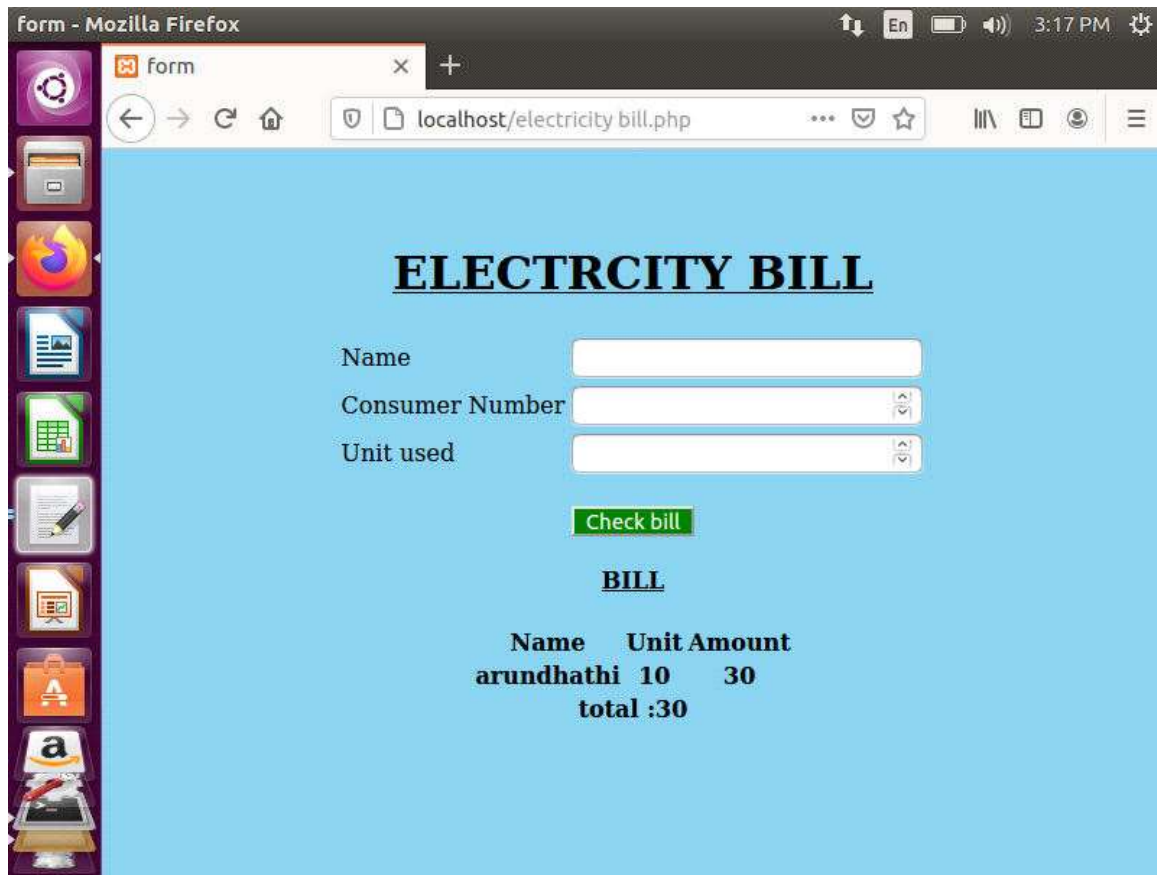 form - Mozilla Firefox En 3:17 PM
form
localhost/electricity bill.php
ELECTRCITY BILL
Name
Consumer Number
Unit used
Check bill
BILL
Name Unit Amount
arundhathi 10 30
total :30